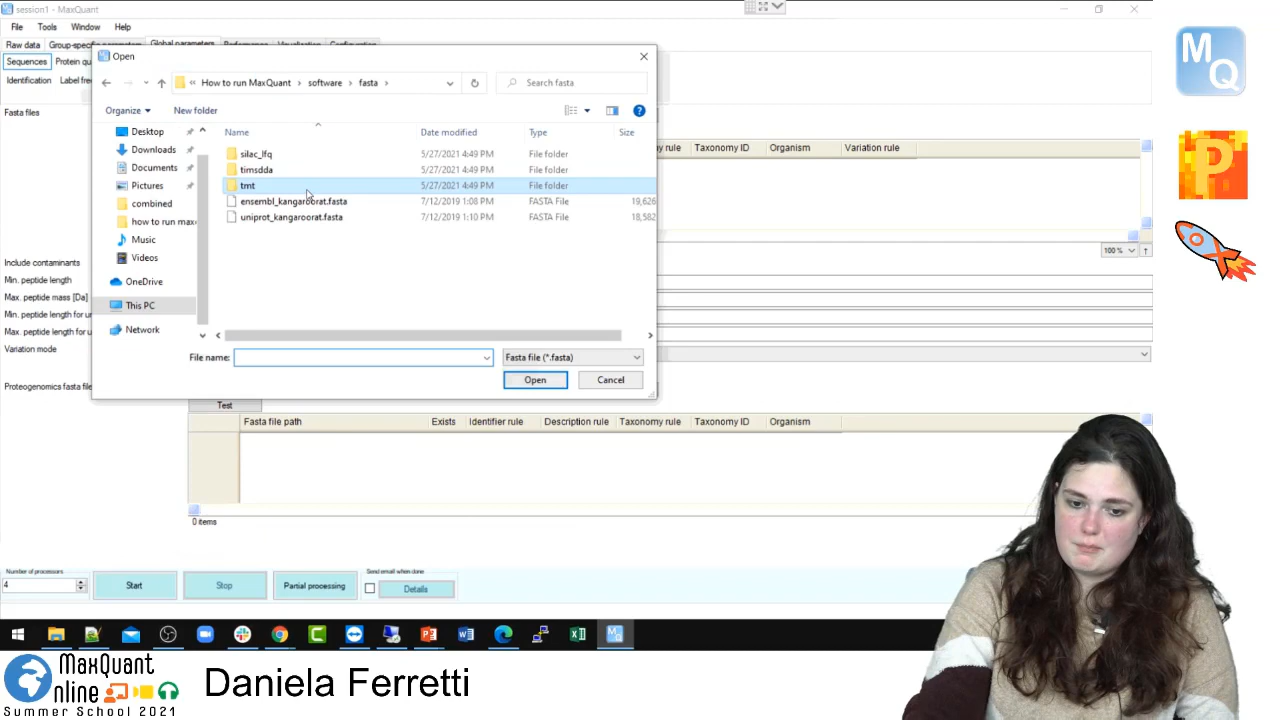 session1 - MaxQuant
File Tools Window Help
Raw data Group-specific parameters Global parameters Performance Visualization Configuration
Sequences Protein qu
Identification Label fre
Fasta files
Include contaminants
Min. peptide length
Max. peptide mass [Da]
Min. peptide length for u
Max. peptide length for u
Variation mode
Proteogenomics fasta file
Open
« How to run MaxQuant > software > fasta >
Search fasta
Organize New folder
Desktop
Downloads
Documents
Pictures
combined
how to run max
Music
Videos
OneDrive
This PC
Network
Name Date modified Type Size
silac_lfq 5/27/2021 4:49 PM File folder
timsdda 5/27/2021 4:49 PM File folder
tmt 5/27/2021 4:49 PM File folder
ensembl_kangaroorat.fasta 7/12/2019 1:08 PM FASTA File 19,626
uniprot_kangaroorat.fasta 7/12/2019 1:10 PM FASTA File 18,582
File name: Fasta file (*.fasta)
Open Cancel
my rule Taxonomy ID Organism Variation rule
100 %
Test
Fasta file path Exists Identifier rule Description rule Taxonomy rule Taxonomy ID Organism
0 items
Number of processors
4
Start Stop Partial processing
Send email when done
Details
MQ
P
MaxQuant
Online
Summer School 2021
Daniela Ferretti